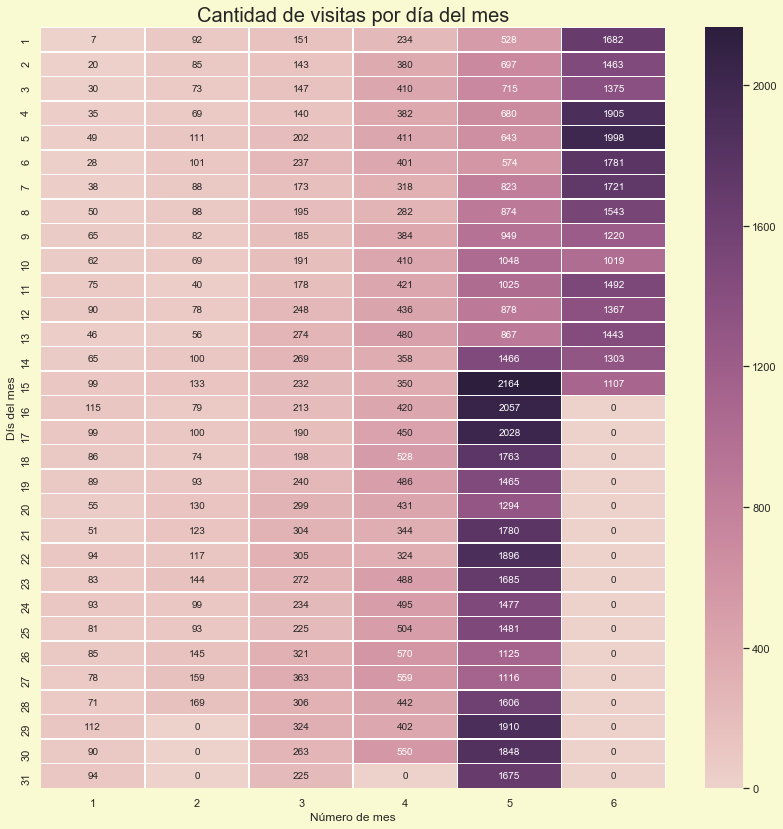 Cantidad de visitas por día del mes
1 7 92 151 234 528 1682
2 20 85 143 380 697 1463
3 30 73 147 410 715 1375
4 35 69 140 382 680 1905
5 49 111 202 411 643 1998
6 28 101 237 401 574 1781
7 38 88 173 318 823 1721
8 50 88 195 282 874 1543
9 65 82 185 384 949 1220
10 62 69 191 410 1048 1019
11 75 40 178 421 1025 1492
12 90 78 248 436 878 1367
13 46 56 274 480 867 1443
14 65 100 269 358 1466 1303
15 99 133 232 350 2164 1107
16 115 79 213 420 2057 0
17 99 100 190 450 2028 0
18 86 74 198 528 1763 0
19 89 93 240 486 1465 0
20 55 130 299 431 1294 0
21 51 123 304 344 1780 0
22 94 117 305 324 1896 0
23 83 144 272 488 1685 0
24 93 99 234 495 1477 0
25 81 93 225 504 1481 0
26 85 145 321 570 1125 0
27 78 159 363 559 1116 0
28 71 169 306 442 1606 0
29 112 0 324 402 1910 0
30 90 0 263 550 1848 0
31 94 0 225 0 1675 0
1 2 3 4 5 6
Número de mes
Dís del mes
2000
1600
1200
800
400
0